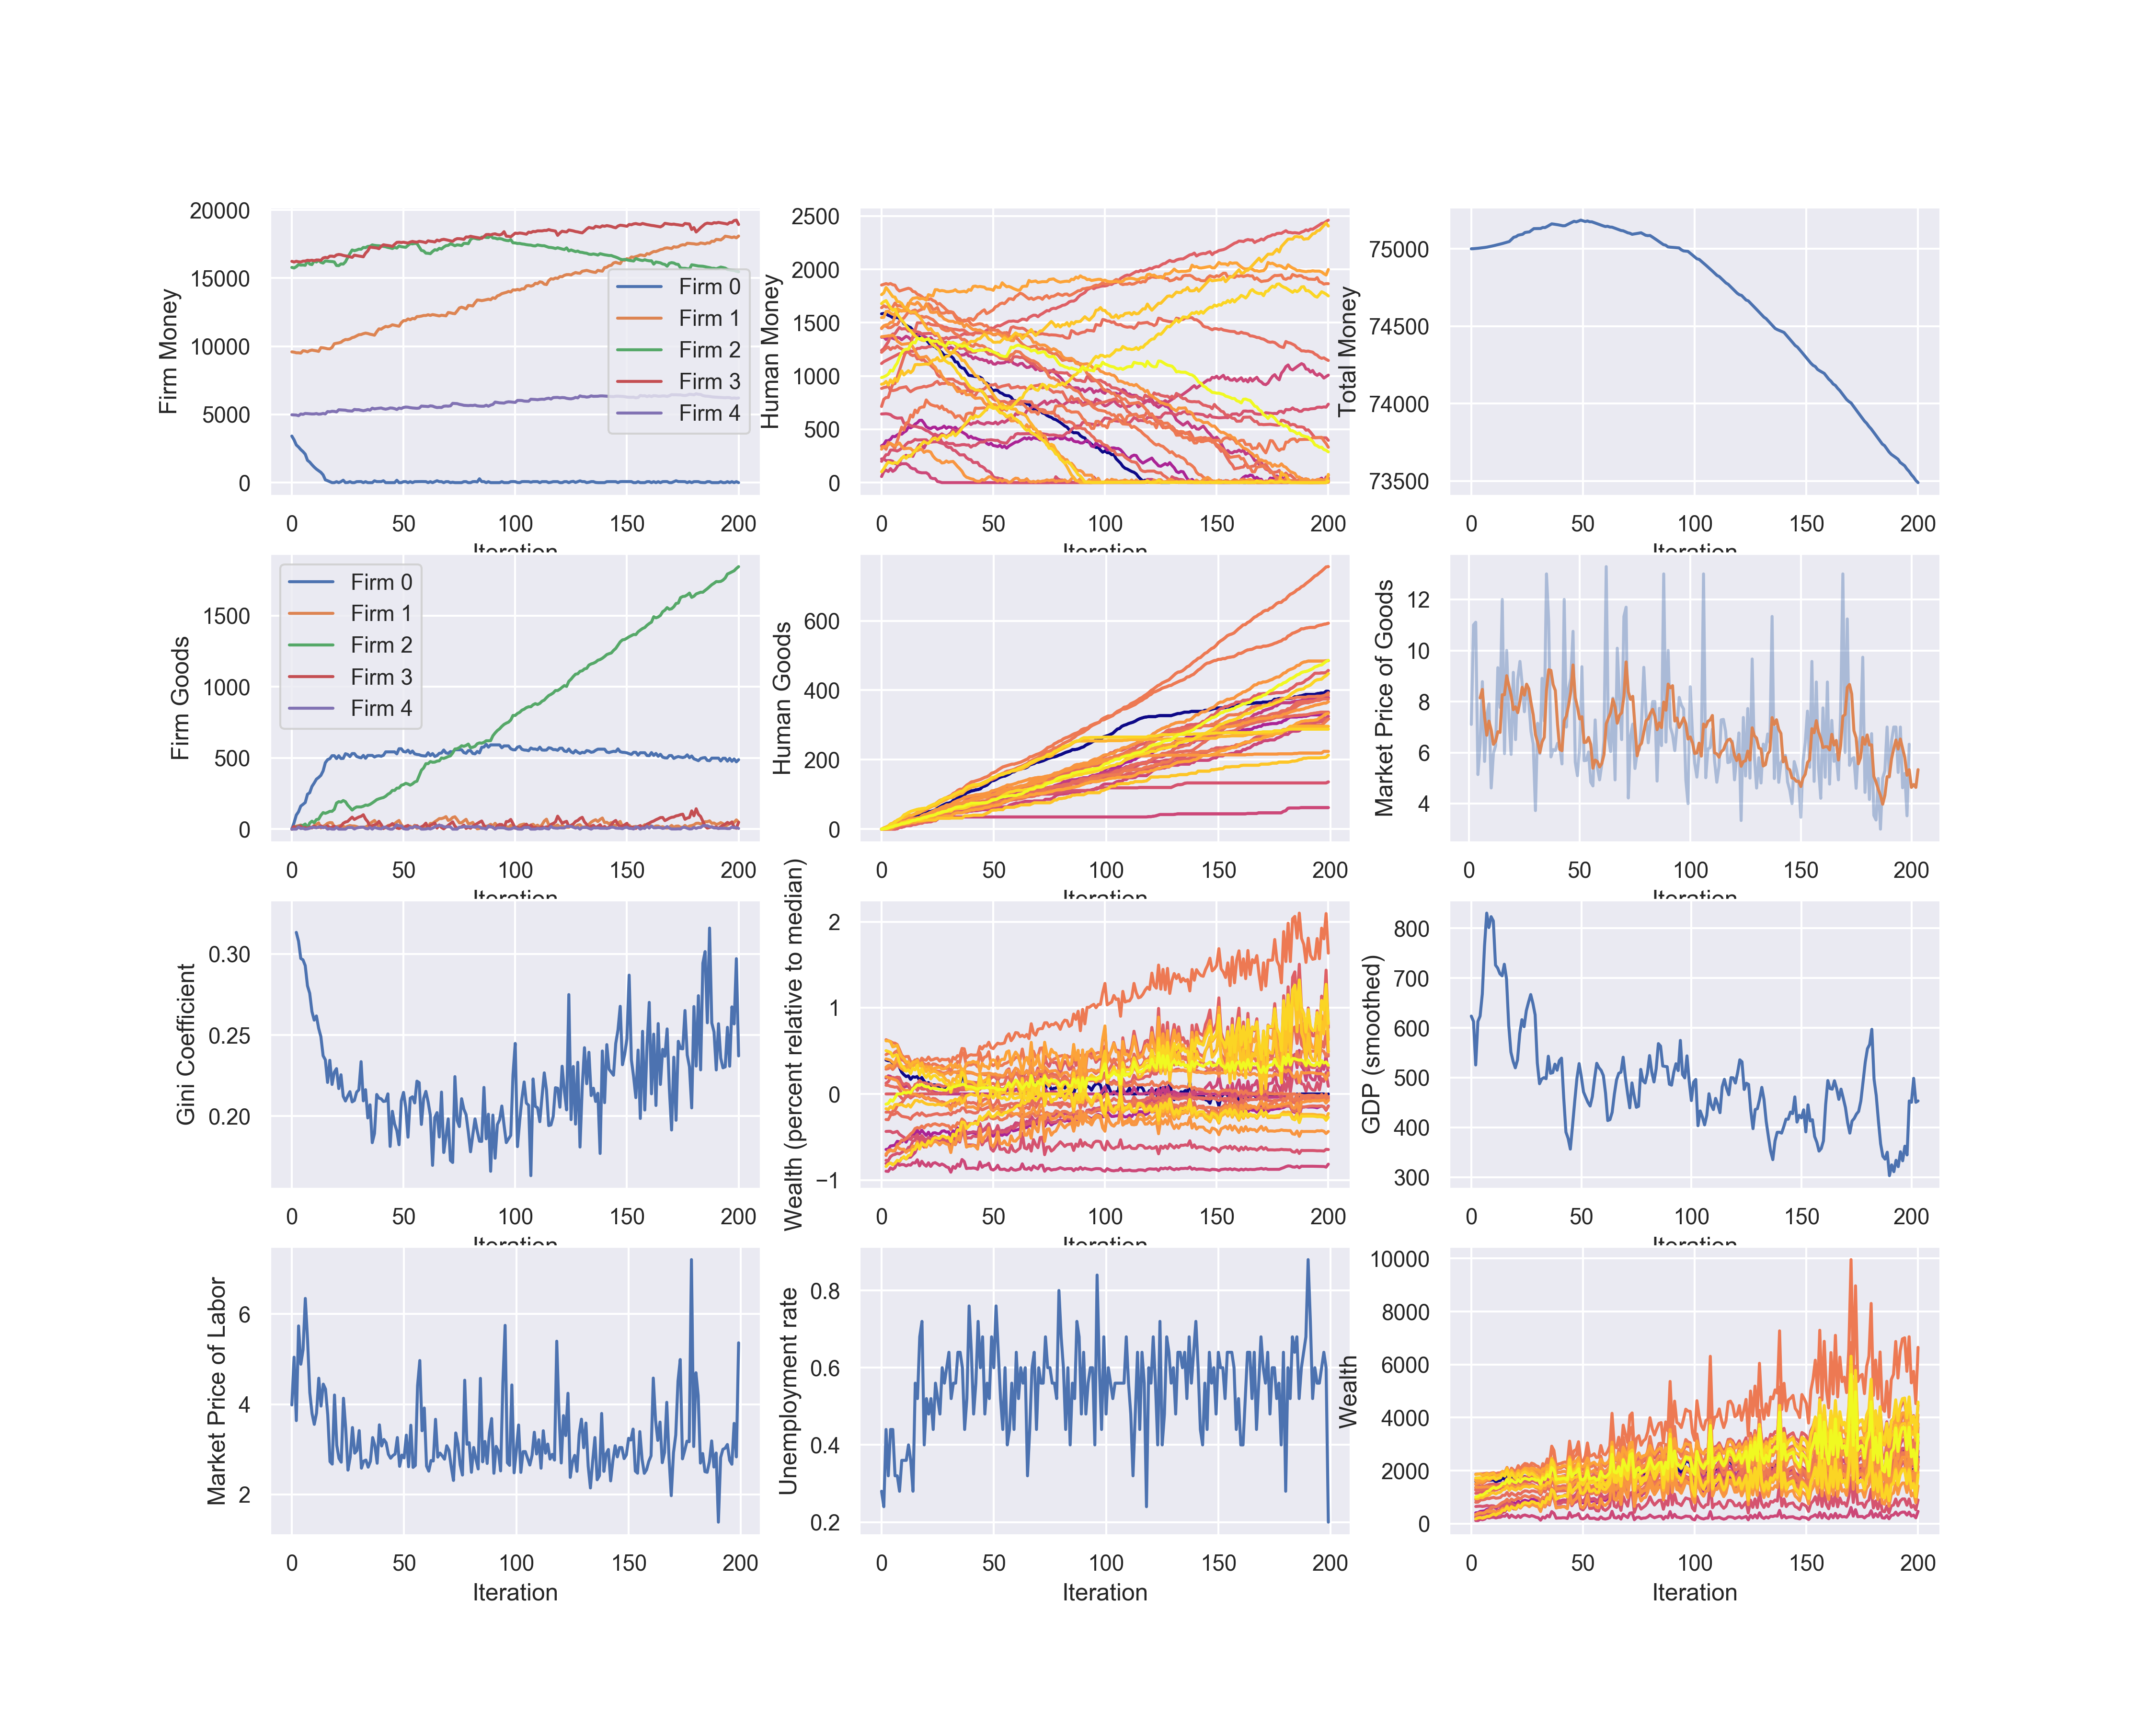 Firm Money
20000
15000
10000
5000
0
0 50 100 150 200
Iteration
Firm 0
Firm 1
Firm 2
Firm 3
Firm 4
Human Money
2500
2000
1500
1000
500
0
0 50 100 150 200
Iteration
Total Money
75000
74500
74000
73500
0 50 100 150 200
Iteration
Firm Goods
1500
1000
500
0
0 50 100 150 200
Iteration
Firm 0
Firm 1
Firm 2
Firm 3
Firm 4
Human Goods
600
400
200
0
0 50 100 150 200
Iteration
Market Price of Goods
12
10
8
6
4
0 50 100 150 200
Iteration
Gini Coefficient
0.30
0.25
0.20
0 50 100 150 200
Iteration
Wealth (percent relative to median)
2
1
0
−1
0 50 100 150 200
Iteration
GDP (smoothed)
800
700
600
500
400
300
0 50 100 150 200
Iteration
Market Price of Labor
6
4
2
0 50 100 150 200
Iteration
Unemployment rate
0.8
0.6
0.4
0.2
0 50 100 150 200
Iteration
Wealth
10000
8000
6000
4000
2000
0
0 50 100 150 200
Iteration